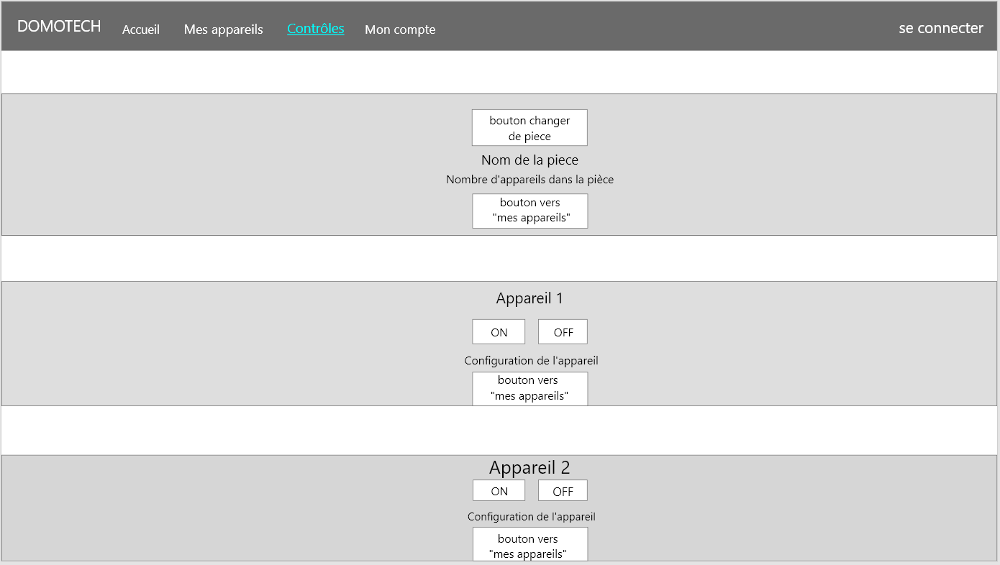 DOMOTECH Accueil Mes appareils Contrôles Mon compte se connecter
bouton changer
de piece
Nom de la piece
Nombre d'appareils dans la pièce
bouton vers
"mes appareils"
Appareil 1
ON OFF
Configuration de l'appareil
bouton vers
"mes appareils"
Appareil 2
ON OFF
Configuration de l'appareil
bouton vers
"mes appareils"